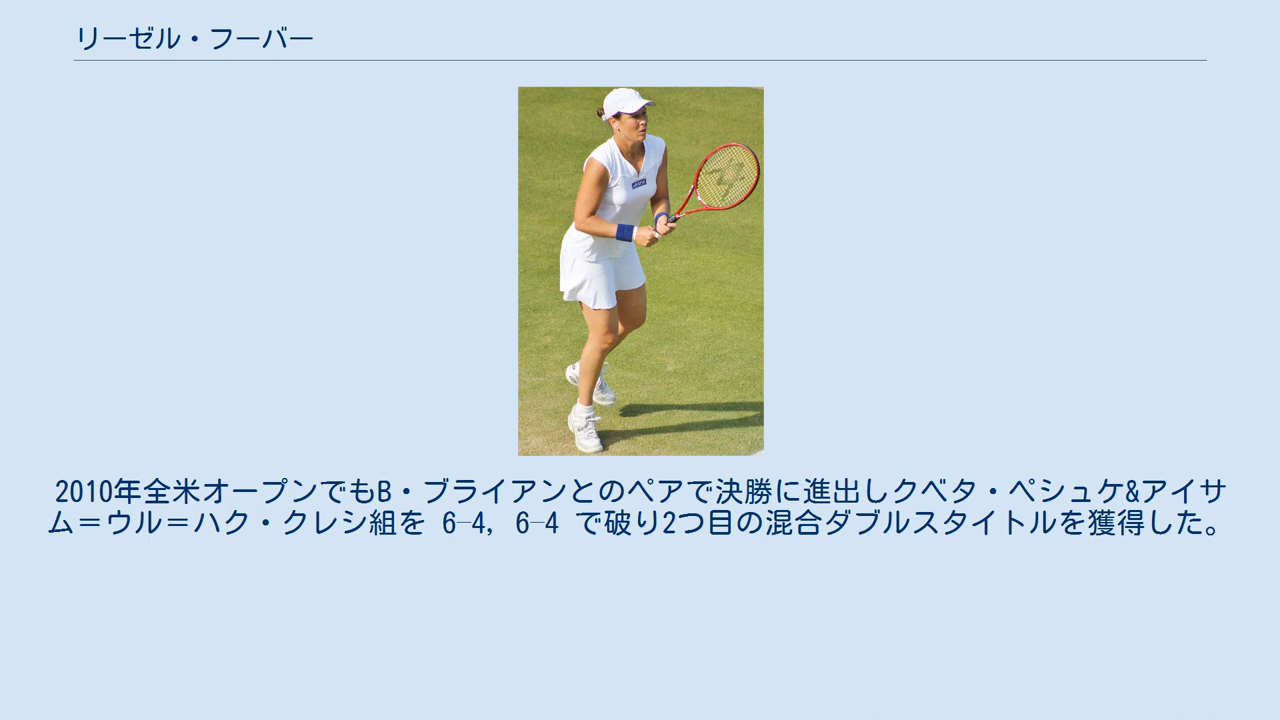 リーゼル・フーバー
2010年全米オープンでもB・ブライアンとのペアで決勝に進出しクベタ・ペシュケ&アイサ
ム＝ウル＝ハク・クレシ組を 6–4, 6–4 で破り2つ目の混合ダブルスタイトルを獲得した。